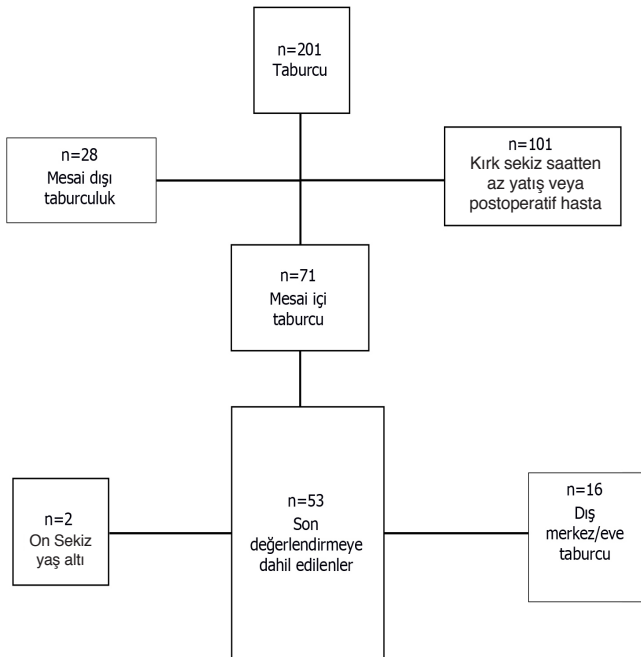 n=201
Taburcu
n=28
Mesai dışı
taburculuk
n=101
Kırk sekiz saatten
az yatış veya
postoperatif hasta
n=71
Mesai içi
taburcu
n=2
On Sekiz
yaş altı
n=53
Son
değerlendirmeye
dahil edilenler
n=16
Dış
merkez/eve
taburcu